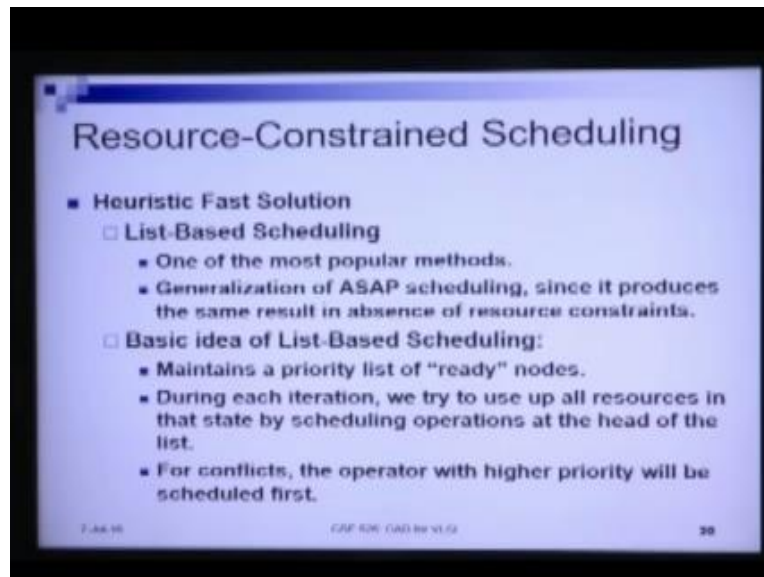 Resource-Constrained Scheduling
Heuristic Fast Solution
List-Based Scheduling
One of the most popular methods.
Generalization of ASAP scheduling, since it produces
the same result in absence of resource constraints.
Basic idea of List-Based Scheduling:
Maintains a priority list of “ready” nodes.
During each iteration, we try to use up all resources in
that state by scheduling operations at the head of the
list.
For conflicts, the operator with higher priority will be
scheduled first.
CAD for VLSI